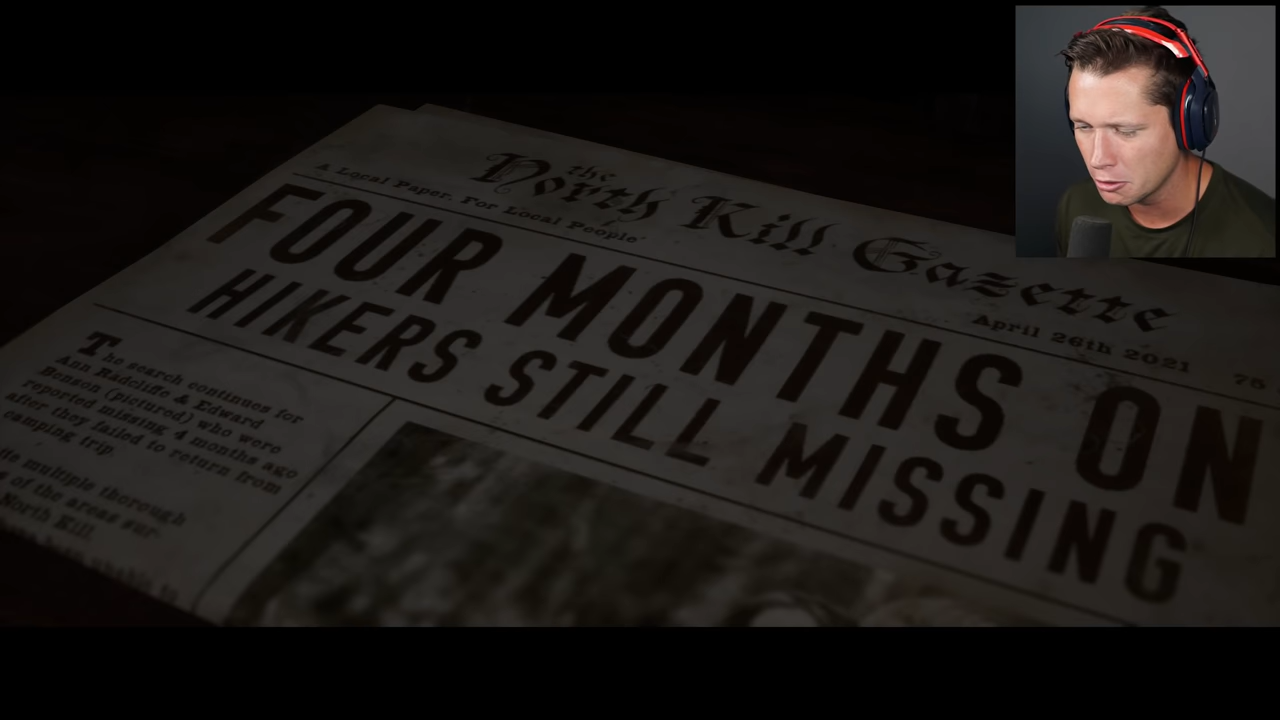 the
North Kill Gazette
A Local Paper, For Local People
April 26th 2021
75
FOUR MONTHS ON
HIKERS STILL MISSING
The search continues for
Ann Radcliffe & Edward
Benson (pictured) who were
reported missing 4 months ago
after they failed to return from
camping trip.
multiple thorough
of the areas sur-
North Kill.